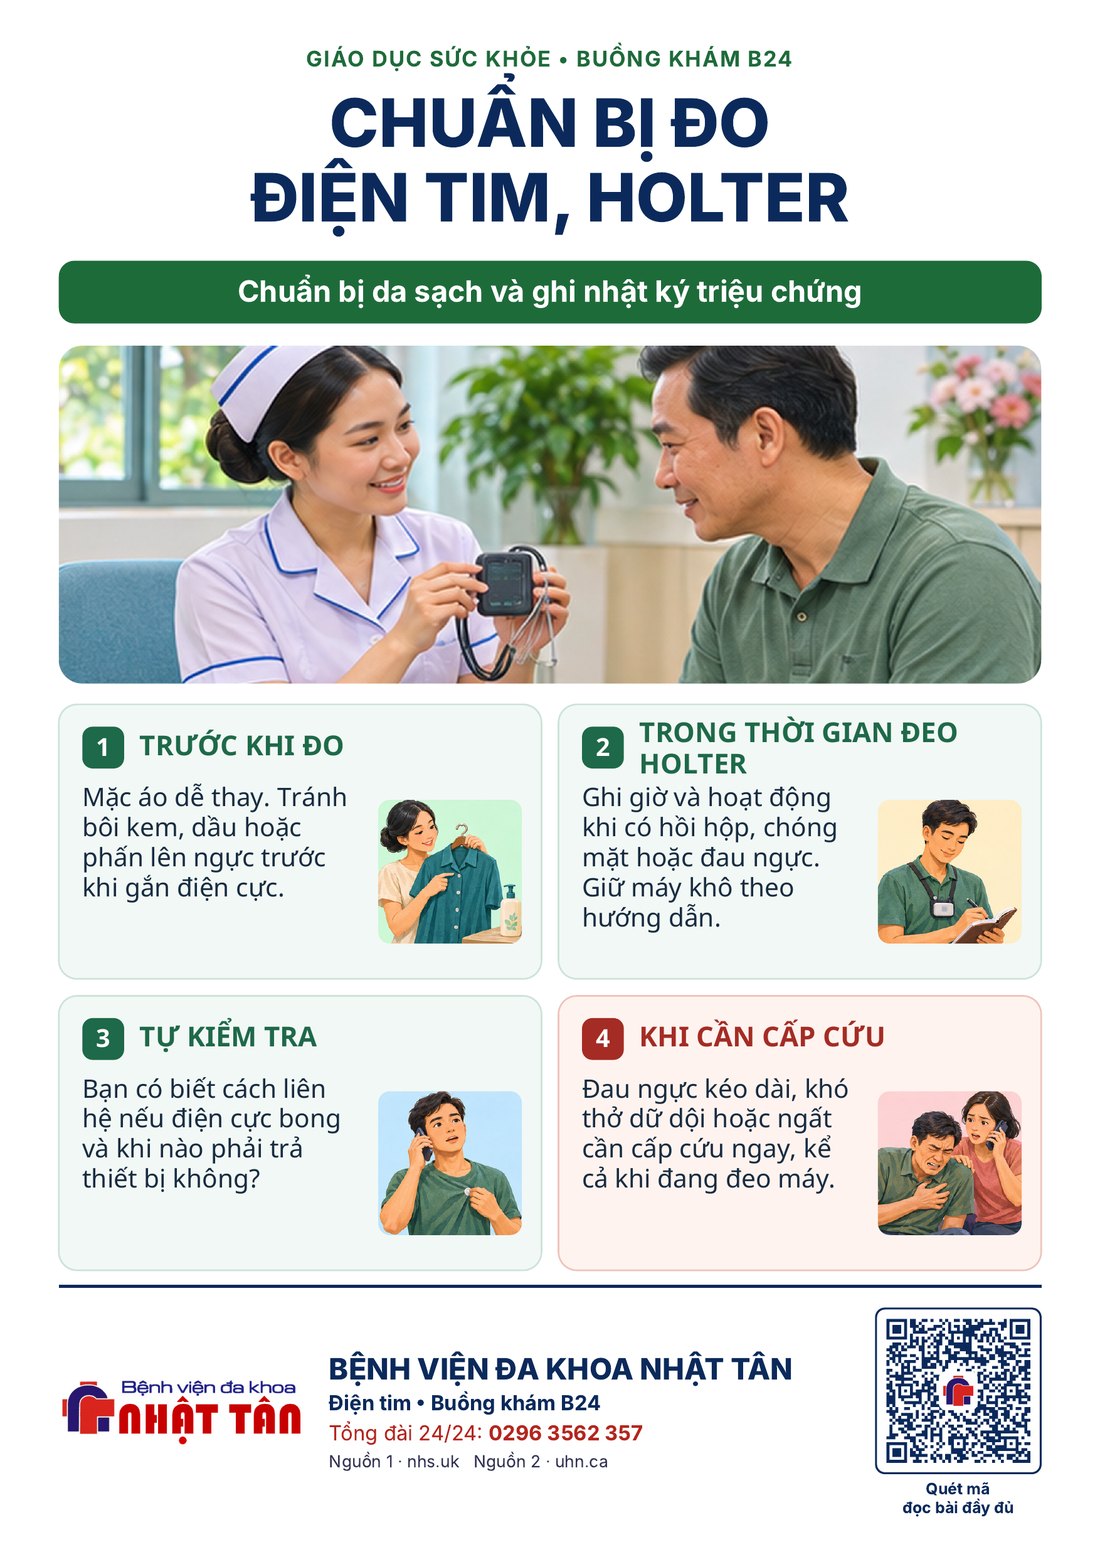 GIÁO DỤC SỨC KHỎE • BUỒNG KHÁM B24
CHUẨN BỊ ĐO
ĐIỆN TIM, HOLTER
Chuẩn bị da sạch và ghi nhật ký triệu chứng
1 TRƯỚC KHI ĐO
Mặc áo dễ thay. Tránh
bôi kem, dầu hoặc
phấn lên ngực trước
khi gắn điện cực.
2 TRONG THỜI GIAN ĐEO
HOLTER
Ghi giờ và hoạt động
khi có hồi hộp, chóng
mặt hoặc đau ngực.
Giữ máy khô theo
hướng dẫn.
3 TỰ KIỂM TRA
Bạn có biết cách liên
hệ nếu điện cực bong
và khi nào phải trả
thiết bị không?
4 KHI CẦN CẤP CỨU
Đau ngực kéo dài, khó
thở dữ dội hoặc ngất
cần cấp cứu ngay, kể
cả khi đang đeo máy.
Bệnh viện đa khoa
NHẬT TÂN
BỆNH VIỆN ĐA KHOA NHẬT TÂN
Điện tim • Buồng khám B24
Tổng đài 24/24: 0296 3562 357
Nguồn 1 · nhs.uk Nguồn 2 · uhn.ca
Quét mã
đọc bài đầy đủ